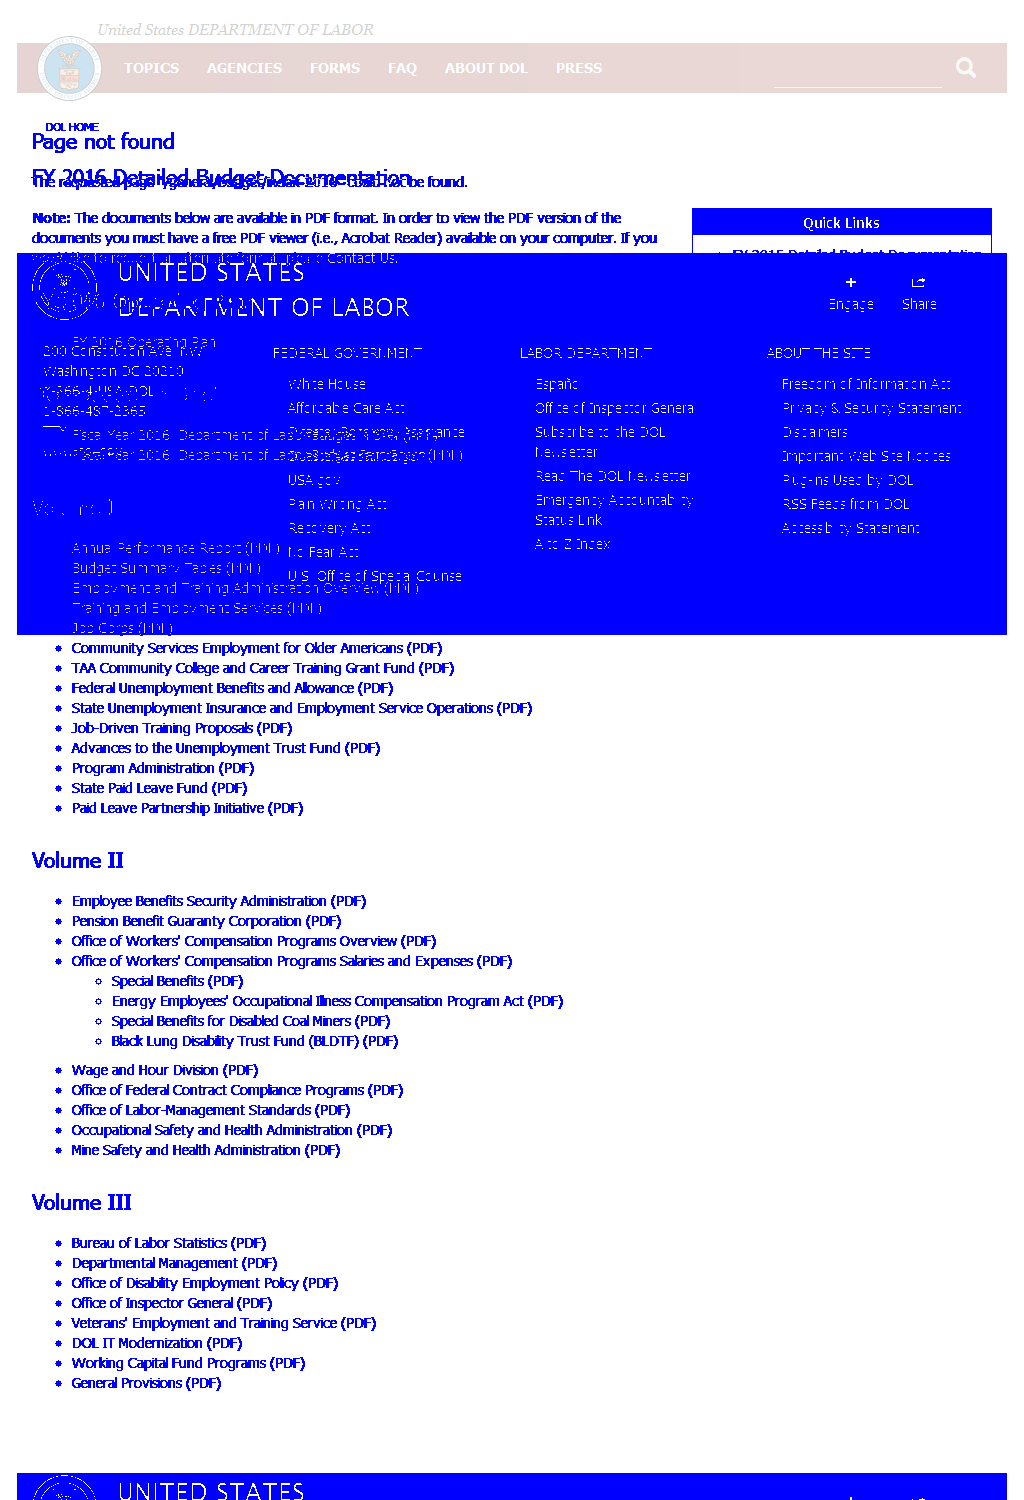 United States DEPARTMENT OF LABOR
TOPICS AGENCIES FORMS FAQ ABOUT DOL PRESS
DOL HOME
Page not found
FY 2016 Detailed Budget Documentation
The requested page not be found.
Note: The documents below are available in PDF format. In order to view the PDF version of the
documents you must have a free PDF viewer (i.e., Acrobat Reader) available on your computer. If you
Contact Us.
Quick Links
FY 2015 Detailed Budget Documentation
UNITED STATES
DEPARTMENT OF LABOR
Engage Share
FY 2016 Operating Plan
200 Constitution Ave NW
Washington DC 20210
1-866-4-USA-DOL
1-866-487-2365
TTY
Fiscal Year 2016 Department of Labor
Fiscal Year 2016 Department of Labor (PDF)
FEDERAL GOVERNMENT
White House
Affordable Care Act
Disaster Recovery Assistance
USA.gov
Plain Writing Act
Recovery Act
No Fear Act
U.S. Office of Special Counsel
LABOR DEPARTMENT
Español
Office of Inspector General
Subscribe to the DOL
Newsletter
Read The DOL Newsletter
Emergency Accountability
Status Link
A to Z Index
ABOUT THE SITE
Freedom of Information Act
Privacy & Security Statement
Disclaimers
Important Web Site Notices
Plug-ins Used by DOL
RSS Feeds from DOL
Accessibility Statement
Volume I
Annual Performance Report (PDF)
Budget Summary Tables (PDF)
Employment and Training Administration Overview (PDF)
Training and Employment Services (PDF)
Job Corps (PDF)
Community Services Employment for Older Americans (PDF)
TAA Community College and Career Training Grant Fund (PDF)
Federal Unemployment Benefits and Allowance (PDF)
State Unemployment Insurance and Employment Service Operations (PDF)
Job-Driven Training Proposals (PDF)
Advances to the Unemployment Trust Fund (PDF)
Program Administration (PDF)
State Paid Leave Fund (PDF)
Paid Leave Partnership Initiative (PDF)
Volume II
Employee Benefits Security Administration (PDF)
Pension Benefit Guaranty Corporation (PDF)
Office of Workers' Compensation Programs Overview (PDF)
Office of Workers' Compensation Programs Salaries and Expenses (PDF)
Special Benefits (PDF)
Energy Employees' Occupational Illness Compensation Program Act (PDF)
Special Benefits for Disabled Coal Miners (PDF)
Black Lung Disability Trust Fund (BLDTF) (PDF)
Wage and Hour Division (PDF)
Office of Federal Contract Compliance Programs (PDF)
Office of Labor-Management Standards (PDF)
Occupational Safety and Health Administration (PDF)
Mine Safety and Health Administration (PDF)
Volume III
Bureau of Labor Statistics (PDF)
Departmental Management (PDF)
Office of Disability Employment Policy (PDF)
Office of Inspector General (PDF)
Veterans' Employment and Training Service (PDF)
DOL IT Modernization (PDF)
Working Capital Fund Programs (PDF)
General Provisions (PDF)
UNITED STATES